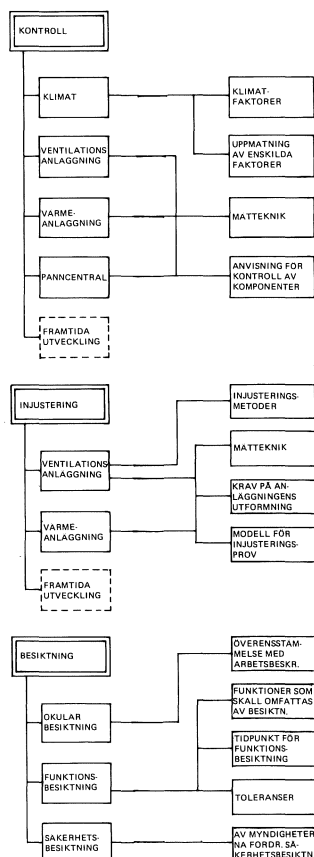 KONTROLL
KLIMAT
KLIMAT-
FAKTORER
UPPMATNING
AV ENSKILDA
FAKTORER
VENTILATIONS
ANLAGGNING
VARME-
ANLAGGNING
MATTEKNIK
PANNCENTRAL
ANVISNING FOR
KONTROLL AV
KOMPONENTER
FRAMTIDA
UTVECKLING
INJUSTERING
INJUSTERINGS-
METODER
VENTILATIONS
ANLAGGNING
MATTEKNIK
KRAV PÅ AN-
LÄGGNINGENS
UTFORMNING
VARME-
ANLAGGNING
MODELL FÖR
INJUSTERINGS-
PROV
FRAMTIDA
UTVECKLING
BESIKTNING
ÖVERENSSTAM-
MELSE MED
ARBETSBESKR.
OKULAR
BESIKTNING
FUNKTIONER SOM
SKALL OMFATTAS
AV BESIKTN.
TIDPUNKT FÖR
FUNKTIONS-
BESIKTNING
FUNKTIONS-
BESIKTNING
TOLERANSER
SAKERHETS-
BESIKTNING
AV MYNDIGHETER
NA FORDR. SÄ-
KERHETSBESIKTN